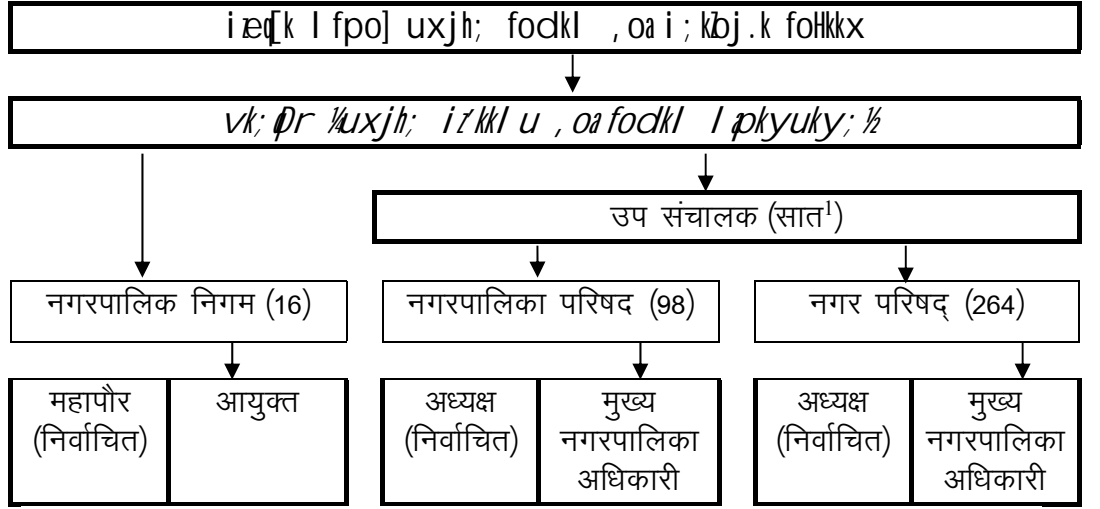 izeq[k lfpo] uxjh; fodkl ,oa i;kZoj.k foHkkx
vk;qDr ¼uxjh; iz'kklu ,oa fodkl lapkyuky;½
उप संचालक (सात¹)
नगरपालिक निगम (16)
नगरपालिका परिषद (98)
नगर परिषद् (264)
महापौर
(निर्वाचित)
आयुक्त
अध्यक्ष
(निर्वाचित)
मुख्य
नगरपालिका
अधिकारी
अध्यक्ष
(निर्वाचित)
मुख्य
नगरपालिका
अधिकारी